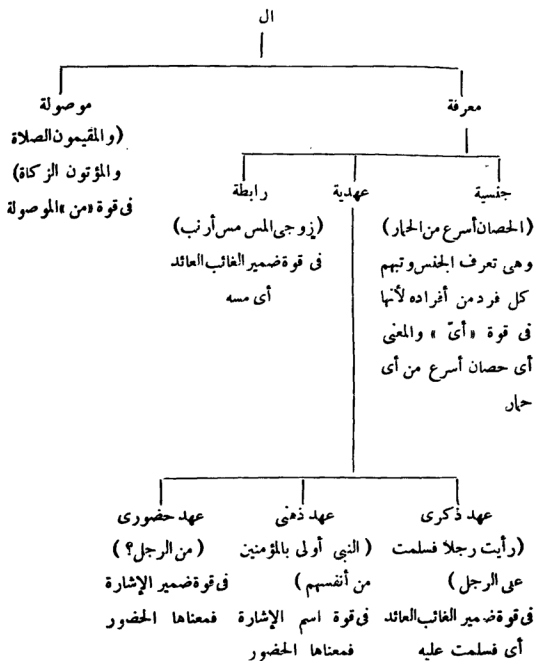 ال
معرفة
موصولة
(والمقيمون الصلاة
والمؤتون الزكاة)
فى قوة «من» الموصولة
جنسية
عهدية
رابطة
(الحصان أسرع من الحمار)
وهى تعرف الجنس وتبهم
كل فرد من أفراده لأنها
فى قوة «أىّ» والمعنى
أى حصان أسرع من أى
حمار
(زوجى المس مس أرنب)
فى قوة ضمير الغائب العائد
أى مسه
عهد ذكرى
(رأيت رجلا فسلمت
على الرجل)
فى قوة ضمير الغائب العائد
أى فسلمت عليه
عهد ذهنى
(النبى أولى بالمؤمنين
من أنفسهم)
فى قوة اسم الإشارة
فمعناها الحضور
عهد حضورى
(من الرجل؟)
فى قوة ضمير الإشارة
فمعناها الحضور